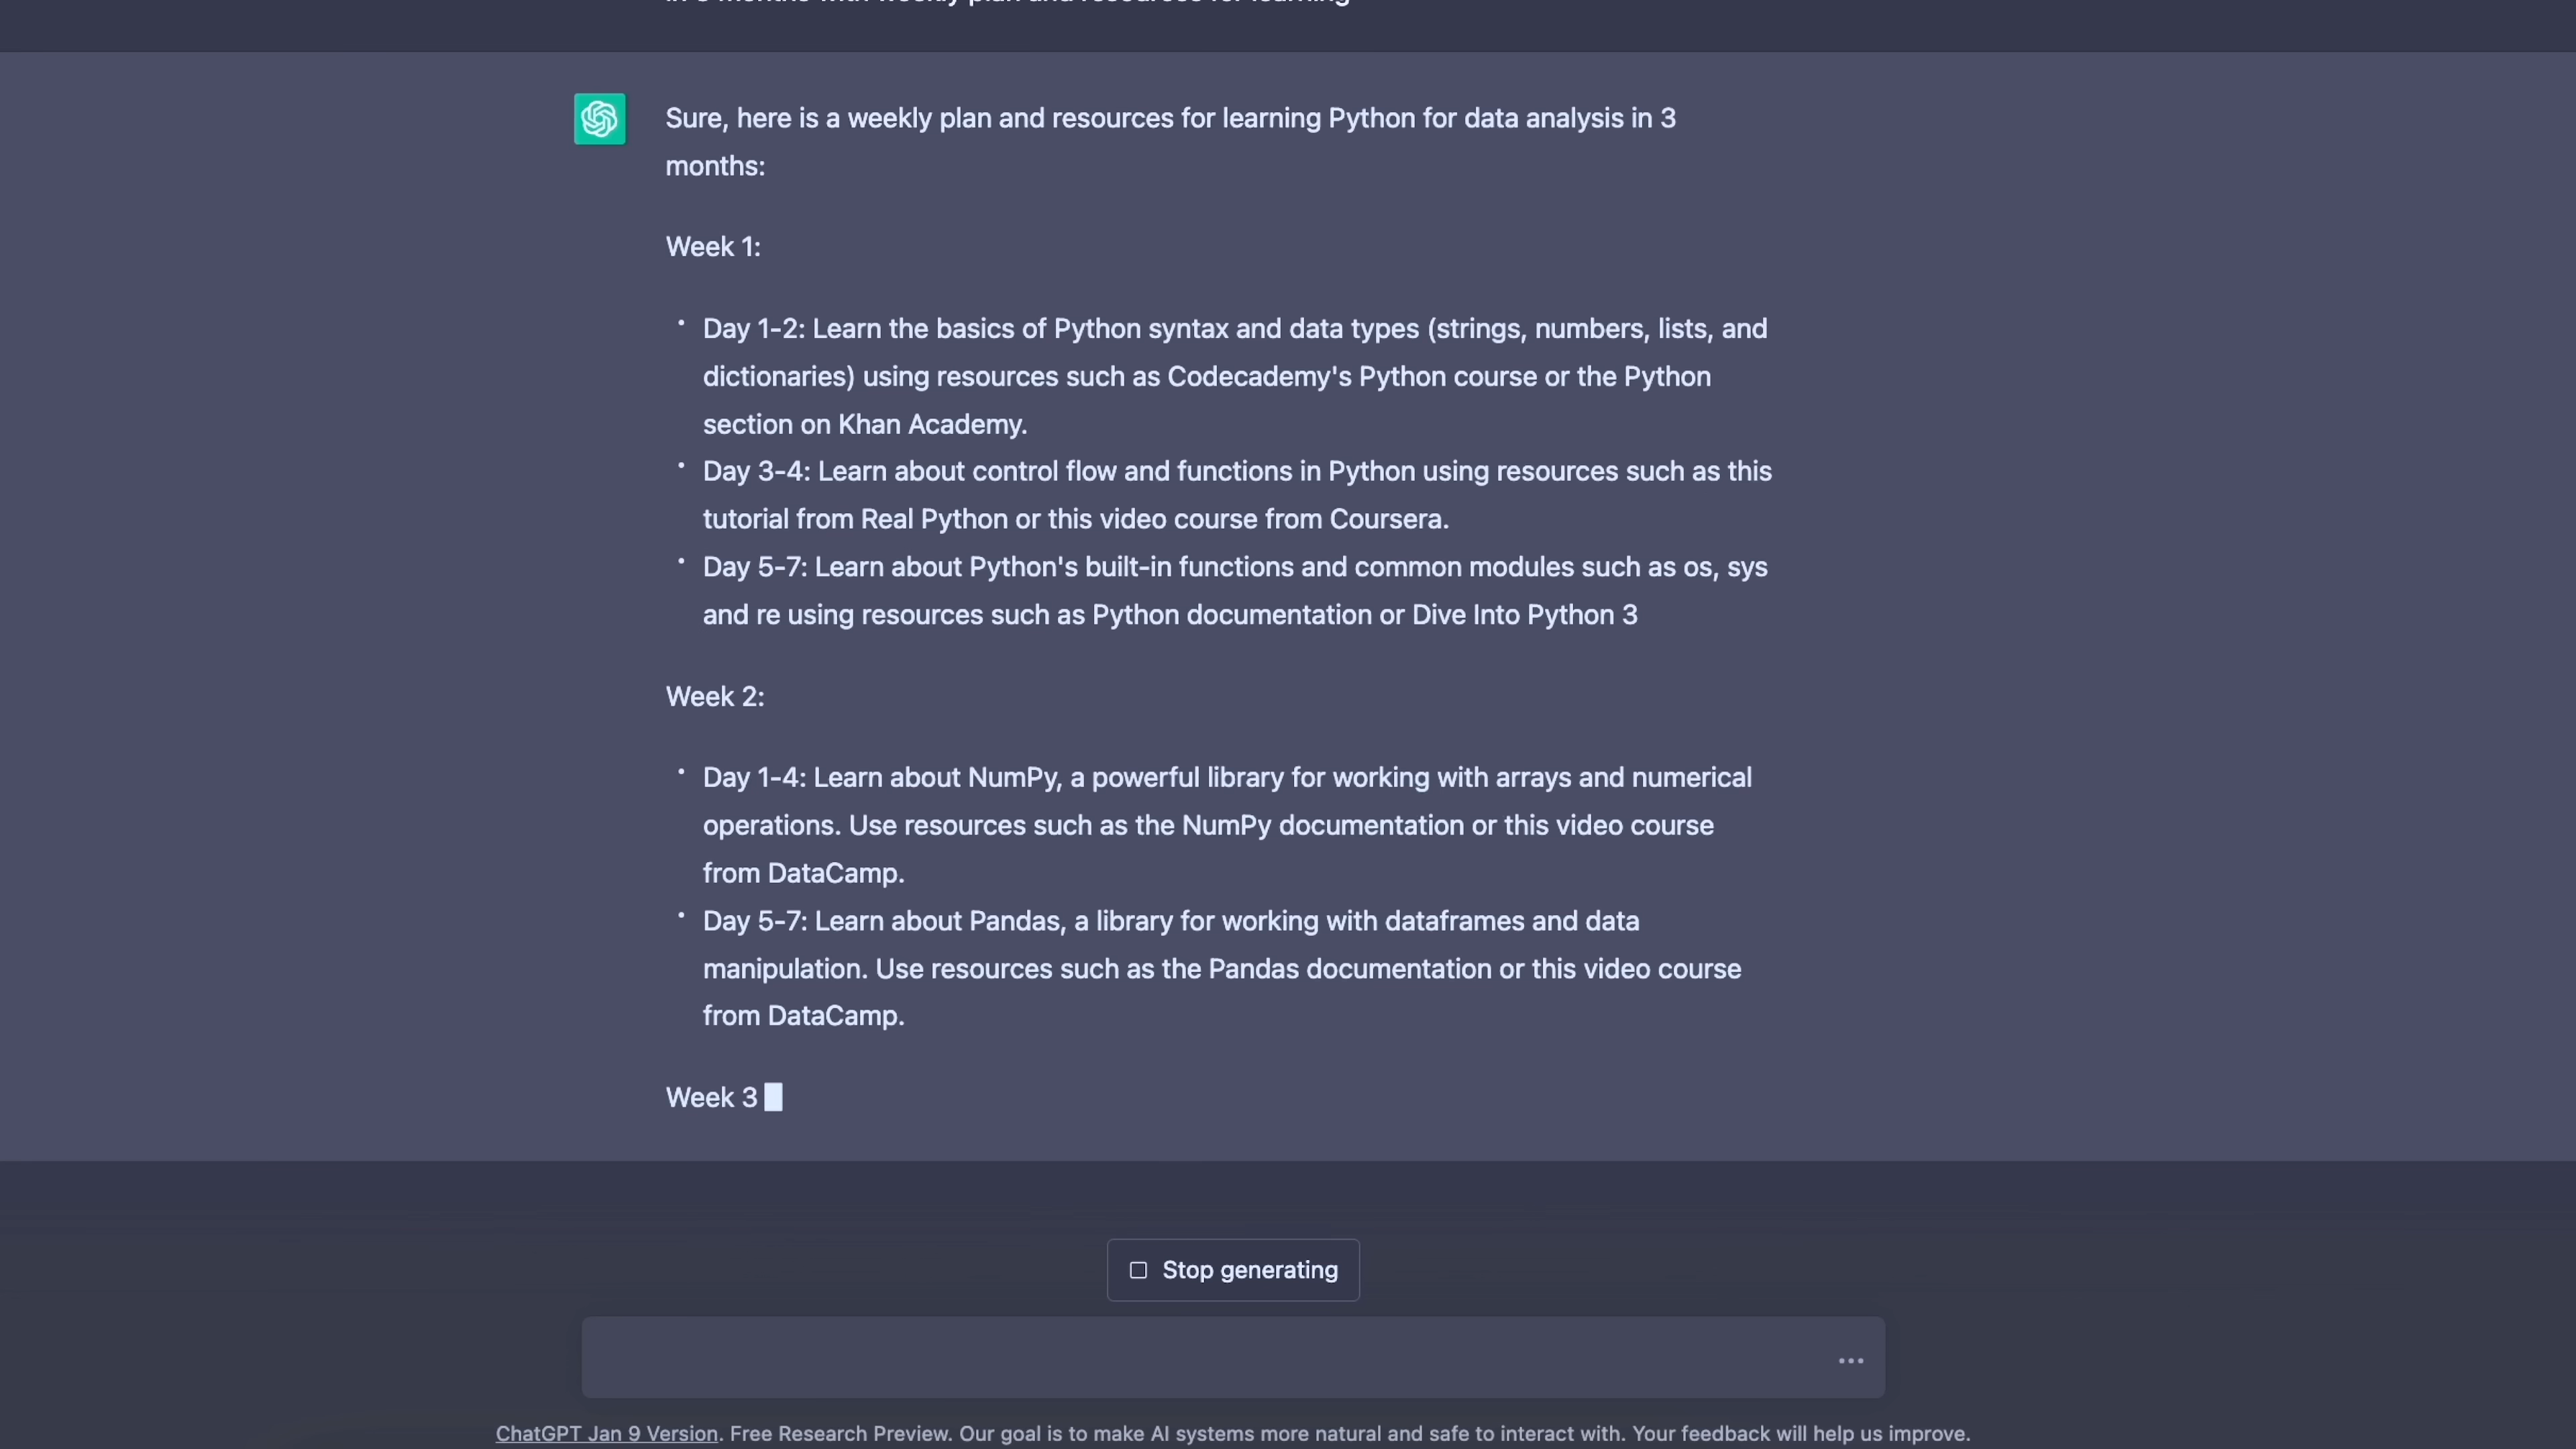 in 3 months with weekly plan and resources for learning
Sure, here is a weekly plan and resources for learning Python for data analysis in 3
months:
Week 1:
• Day 1-2: Learn the basics of Python syntax and data types (strings, numbers, lists, and
dictionaries) using resources such as Codecademy's Python course or the Python
section on Khan Academy.
• Day 3-4: Learn about control flow and functions in Python using resources such as this
tutorial from Real Python or this video course from Coursera.
• Day 5-7: Learn about Python's built-in functions and common modules such as os, sys
and re using resources such as Python documentation or Dive Into Python 3
Week 2:
• Day 1-4: Learn about NumPy, a powerful library for working with arrays and numerical
operations. Use resources such as the NumPy documentation or this video course
from DataCamp.
• Day 5-7: Learn about Pandas, a library for working with dataframes and data
manipulation. Use resources such as the Pandas documentation or this video course
from DataCamp.
Week 3
Stop generating
ChatGPT Jan 9 Version. Free Research Preview. Our goal is to make AI systems more natural and safe to interact with. Your feedback will help us improve.